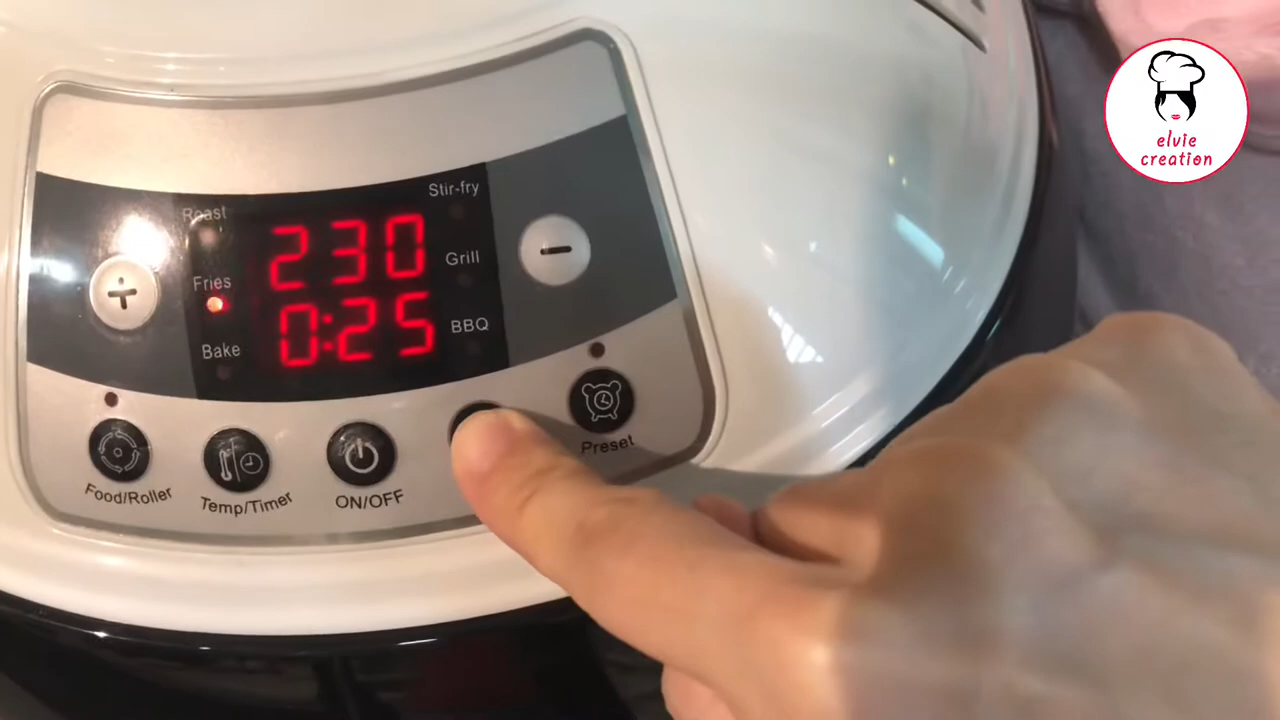 Stir-fry
Roast
230
Grill
Fries
0:25
BBQ
Bake
Food/Roller
Temp/Timer
ON/OFF
Preset
elvie
creation